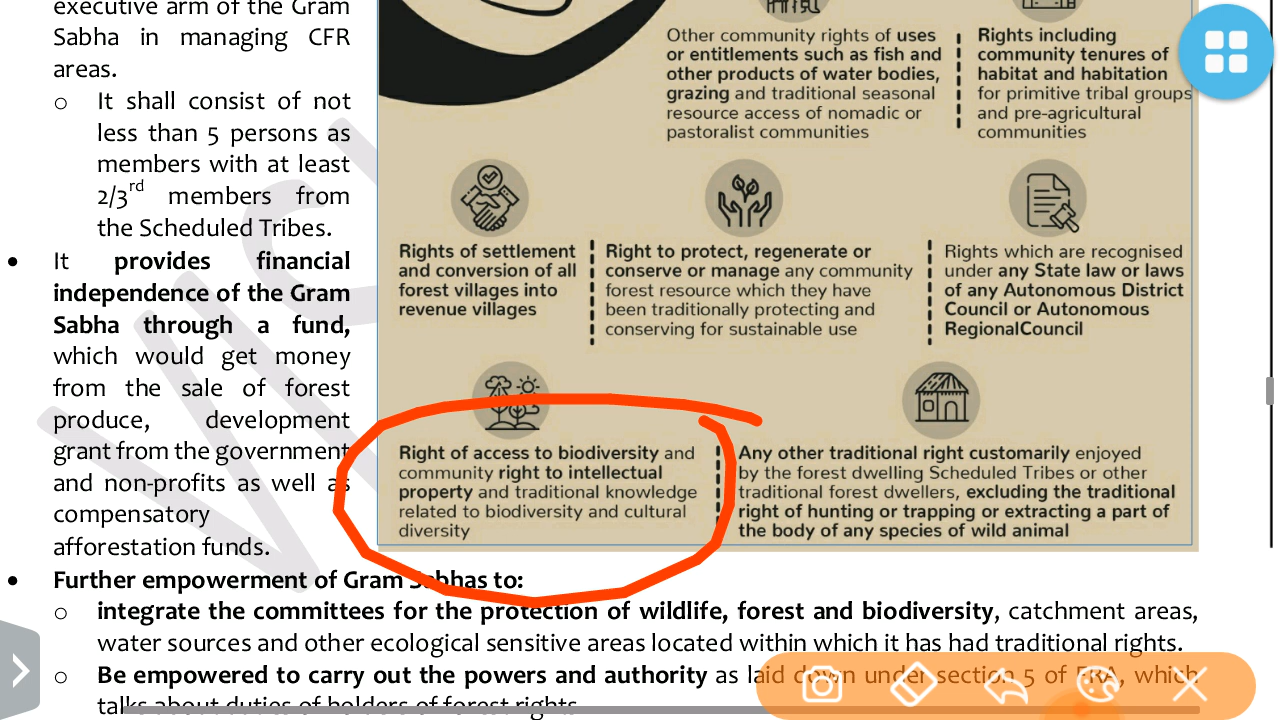 executive arm of the Gram
Sabha in managing CFR
areas.
o It shall consist of not
less than 5 persons as
members with at least
2/3rd members from
the Scheduled Tribes.
• It provides financial
independence of the Gram
Sabha through a fund,
which would get money
from the sale of forest
produce, development
grant from the government
and non-profits as well as
compensatory
afforestation funds.
Other community rights of uses
or entitlements such as fish and
other products of water bodies,
grazing and traditional seasonal
resource access of nomadic or
pastoralist communities
Rights including
community tenures of
habitat and habitation
for primitive tribal groups
and pre-agricultural
communities
Rights of settlement
and conversion of all
forest villages into
revenue villages
Right to protect, regenerate or
conserve or manage any community
forest resource which they have
been traditionally protecting and
conserving for sustainable use
Rights which are recognised
under any State law or laws
of any Autonomous District
Council or Autonomous
RegionalCouncil
Right of access to biodiversity and
community right to intellectual
property and traditional knowledge
related to biodiversity and cultural
diversity
Any other traditional right customarily enjoyed
by the forest dwelling Scheduled Tribes or other
traditional forest dwellers, excluding the traditional
right of hunting or trapping or extracting a part of
the body of any species of wild animal
• Further empowerment of Gram Sabhas to:
o integrate the committees for the protection of wildlife, forest and biodiversity, catchment areas,
water sources and other ecological sensitive areas located within which it has had traditional rights.
o Be empowered to carry out the powers and authority as laid down under section 5 of FRA, which
talks about duties of holders of forest rights